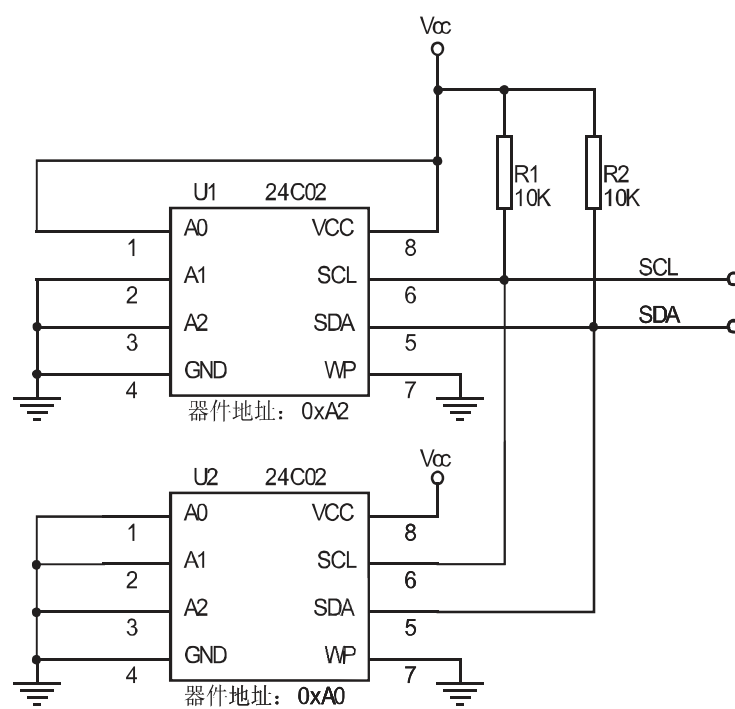 Vcc
R1
10K
R2
10K
U1 24C02
A0 VCC
1 8
A1 SCL
2 6
SCL
A2 SDA
3 5
SDA
GND WP
4 7
器件地址：0xA2
Vcc
U2 24C02
A0 VCC
1 8
A1 SCL
2 6
A2 SDA
3 5
GND WP
4 7
器件地址：0xA0